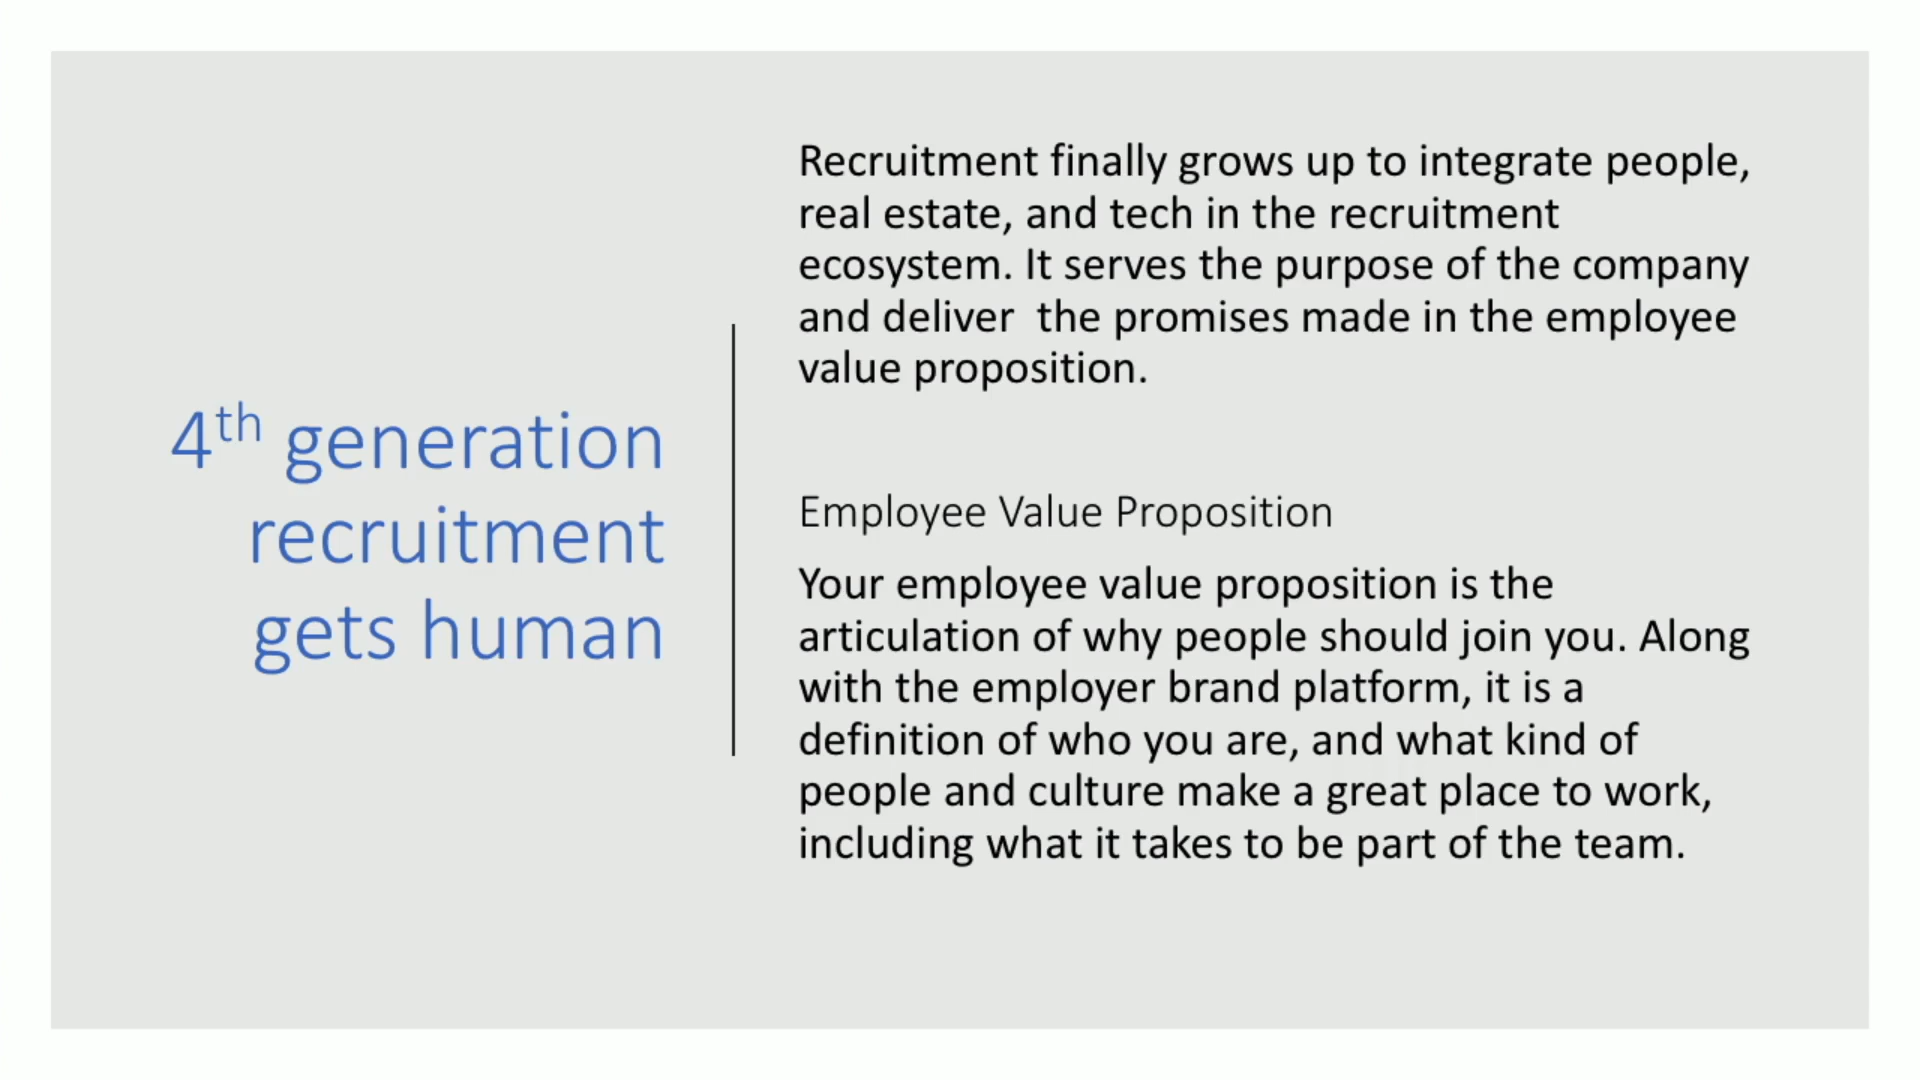 4th generation
recruitment
gets human
Recruitment finally grows up to integrate people,
real estate, and tech in the recruitment
ecosystem. It serves the purpose of the company
and deliver  the promises made in the employee
value proposition.
Employee Value Proposition
Your employee value proposition is the
articulation of why people should join you. Along
with the employer brand platform, it is a
definition of who you are, and what kind of
people and culture make a great place to work,
including what it takes to be part of the team.